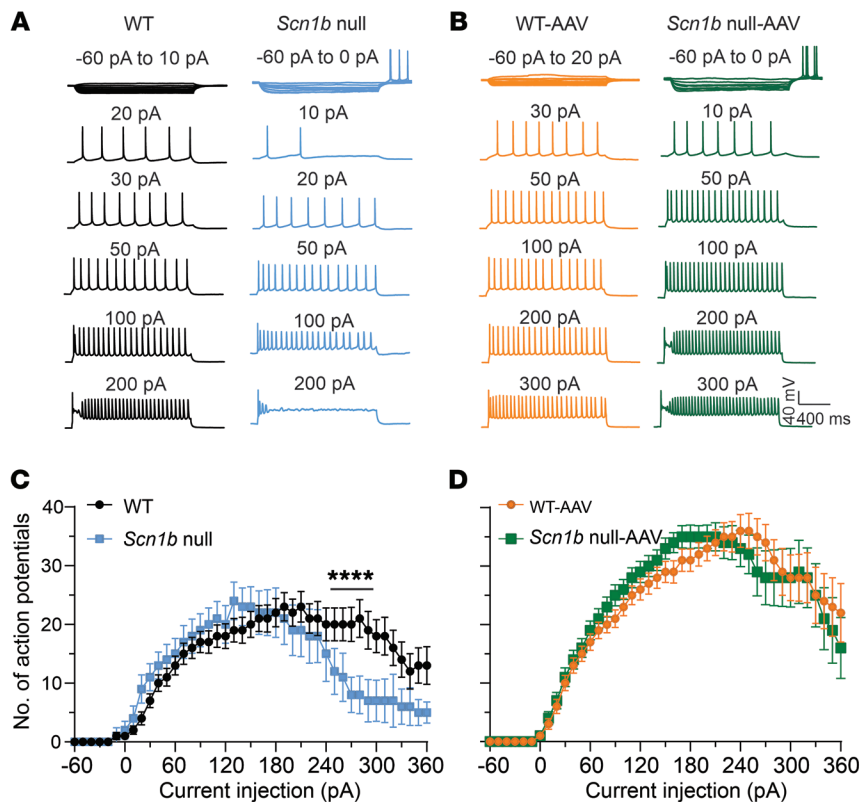 A WT Scn1b null
-60 pA to 10 pA -60 pA to 0 pA
20 pA 10 pA
30 pA 20 pA
50 pA 50 pA
100 pA 100 pA
200 pA 200 pA
B WT-AAV Scn1b null-AAV
-60 pA to 20 pA -60 pA to 0 pA
30 pA 10 pA
50 pA 50 pA
100 pA 100 pA
200 pA 200 pA
300 pA 300 pA
40 mV
400 ms
C
WT
Scn1b null
****
No. of action potentials
40
30
20
10
0
-60 0 60 120 180 240 300 360
Current injection (pA)
D
WT-AAV
Scn1b null-AAV
-60 0 60 120 180 240 300 360
Current injection (pA)